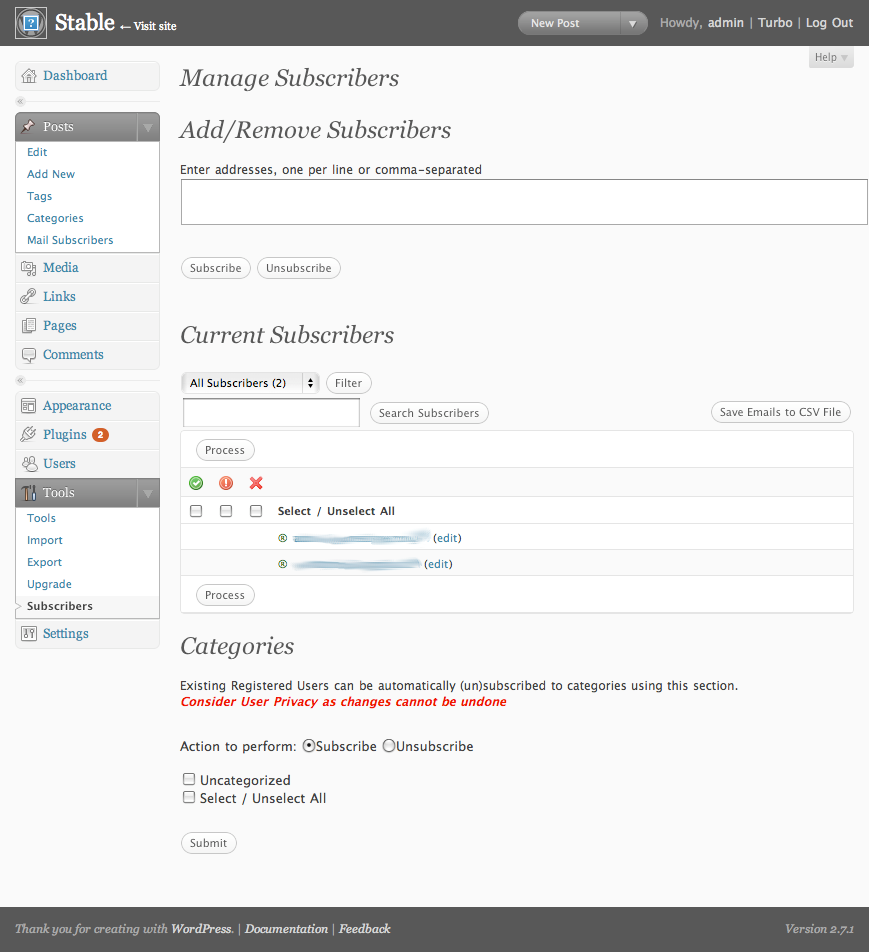 Stable ← Visit site
New Post
Howdy, admin | Turbo | Log Out
Help
Dashboard
Posts
Edit
Add New
Tags
Categories
Mail Subscribers
Media
Links
Pages
Comments
Appearance
Plugins 2
Users
Tools
Tools
Import
Export
Upgrade
Subscribers
Settings
Manage Subscribers
Add/Remove Subscribers
Enter addresses, one per line or comma-separated
Subscribe Unsubscribe
Current Subscribers
All Subscribers (2) Filter
Search Subscribers Save Emails to CSV File
Process
Select / Unselect All
® (edit)
® (edit)
Process
Categories
Existing Registered Users can be automatically (un)subscribed to categories using this section.
Consider User Privacy as changes cannot be undone
Action to perform: Subscribe Unsubscribe
Uncategorized
Select / Unselect All
Submit
Thank you for creating with WordPress. | Documentation | Feedback
Version 2.7.1